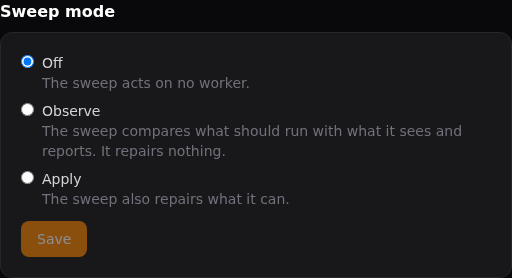 Sweep mode
Off
The sweep acts on no worker.
Observe
The sweep compares what should run with what it sees and
reports. It repairs nothing.
Apply
The sweep also repairs what it can.
Save